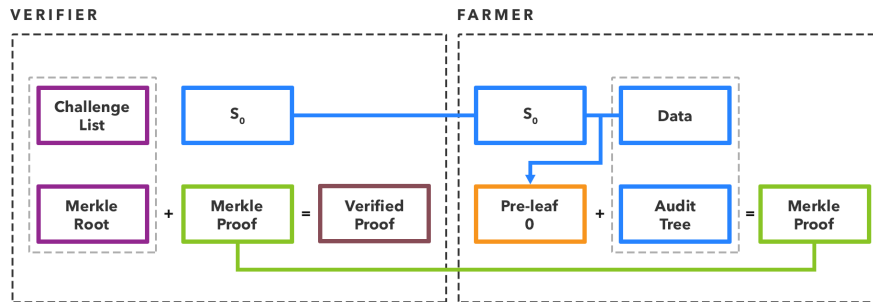 VERIFIER
FARMER
Challenge
List
S₀
S₀
Data
Merkle
Root
+
Merkle
Proof
=
Verified
Proof
Pre-leaf
0
+
Audit
Tree
=
Merkle
Proof